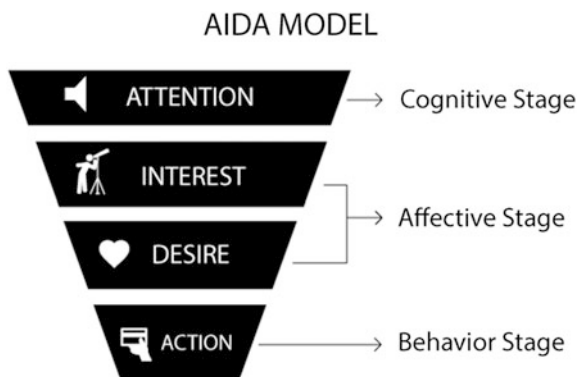 AIDA MODEL
ATTENTION
Cognitive Stage
INTEREST
Affective Stage
DESIRE
ACTION
Behavior Stage